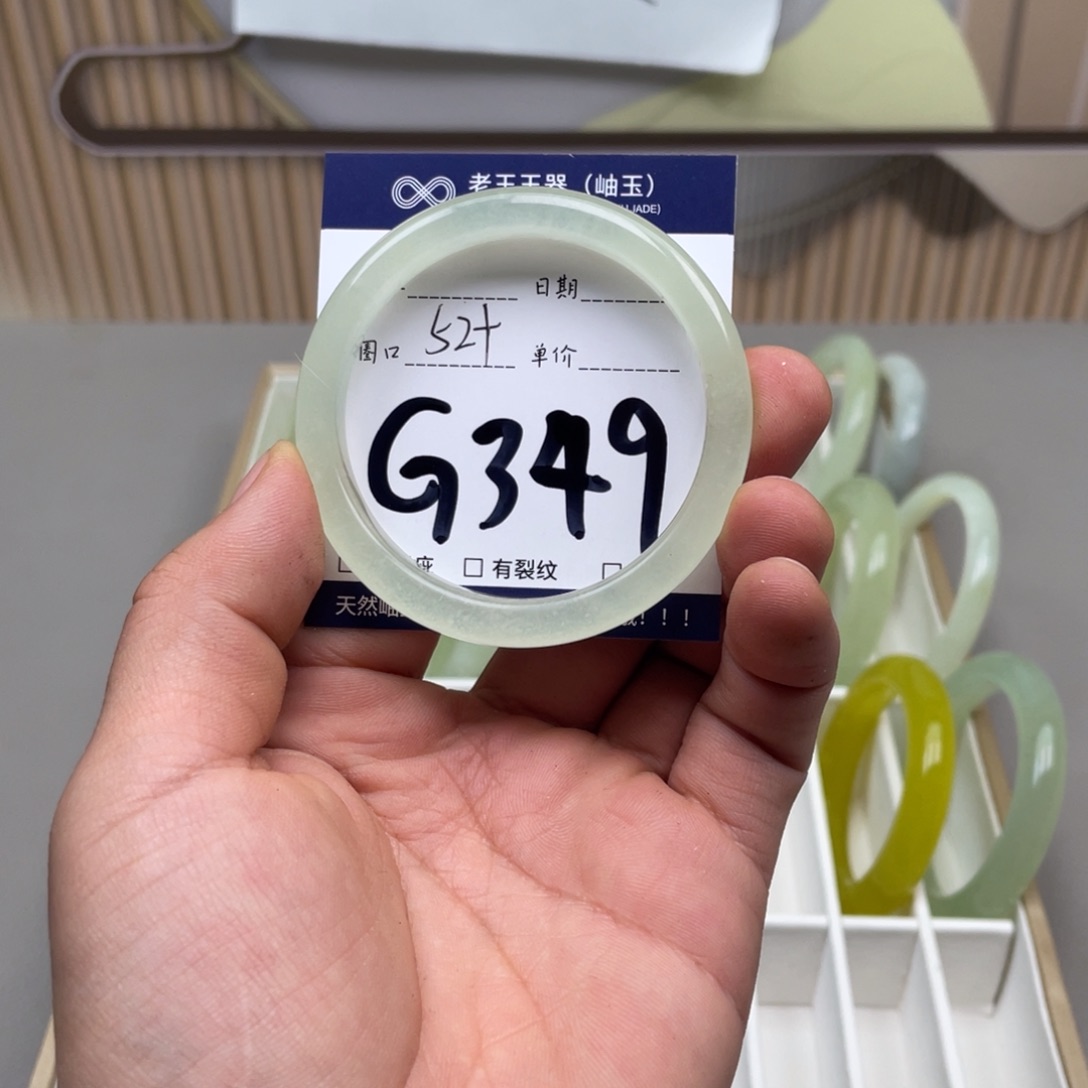 老王玉器（岫玉）
JADE)
日期
圈口 52+ 单价
G349
□ 有裂纹 □
天然岫
！！！